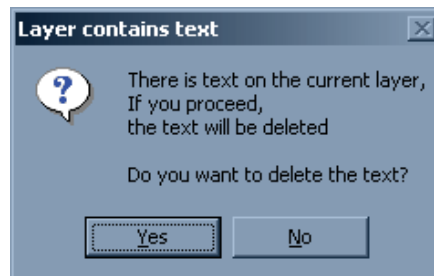 Layer contains text
There is text on the current layer,
If you proceed,
the text will be deleted
Do you want to delete the text?
Yes
No